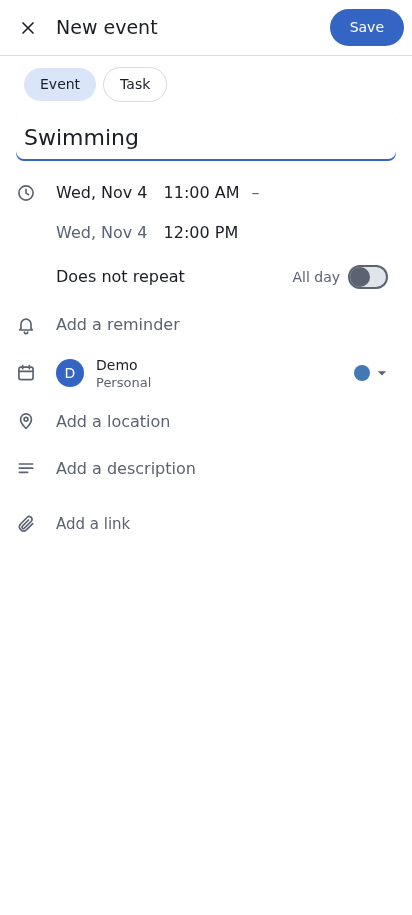 New event
Save
Event
Task
Swimming
Wed, Nov 4 11:00 AM –
Wed, Nov 4 12:00 PM
Does not repeat
All day
Add a reminder
D
Demo
Personal
Add a location
Add a description
Add a link